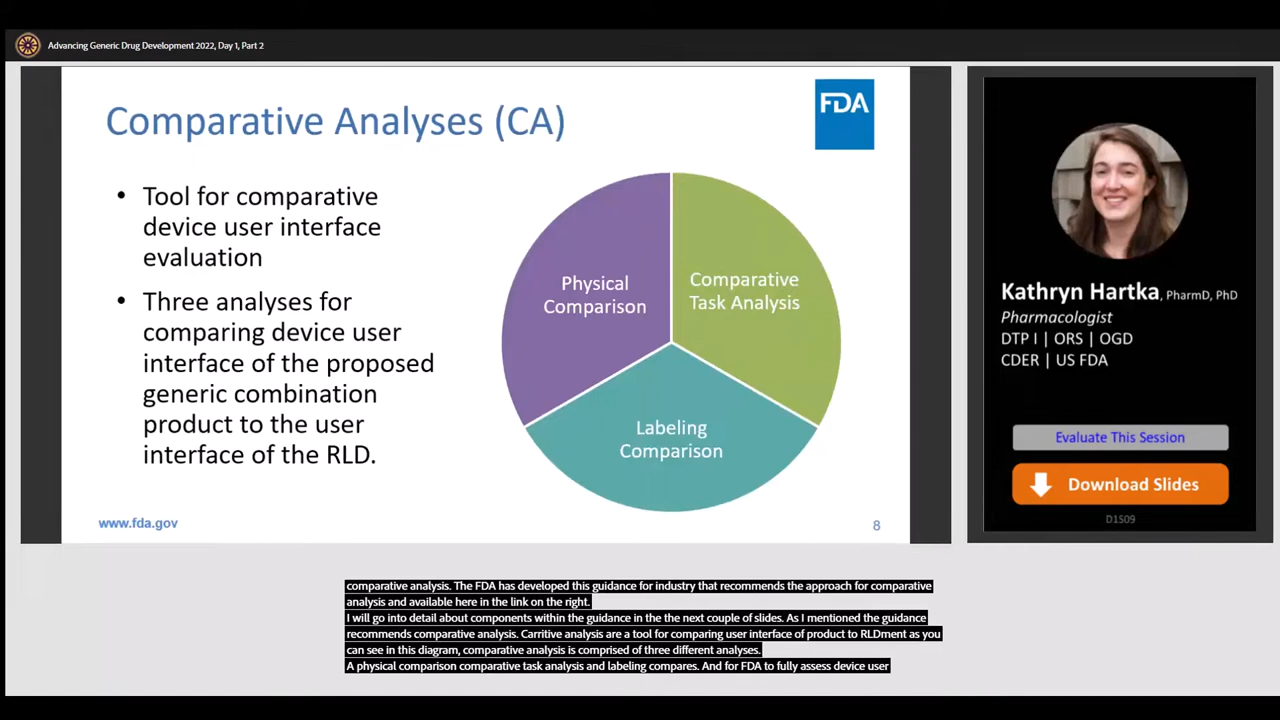 Advancing Generic Drug Development 2022, Day 1, Part 2
Comparative Analyses (CA)
FDA
• Tool for comparative
device user interface
evaluation
• Three analyses for
comparing device user
interface of the proposed
generic combination
product to the user
interface of the RLD.
Physical
Comparison
Comparative
Task Analysis
Labeling
Comparison
www.fda.gov
8
Kathryn Hartka, PharmD, PhD
Pharmacologist
DTP I | ORS | OGD
CDER | US FDA
Evaluate This Session
Download Slides
D1S09
comparative analysis. The FDA has developed this guidance for industry that recommends the approach for comparative
analysis and available here in the link on the right.
I will go into detail about components within the guidance in the the next couple of slides. As I mentioned the guidance
recommends comparative analysis. Carritive analysis are a tool for comparing user interface of product to RLDment as you
can see in this diagram, comparative analysis is comprised of three different analyses.
A physical comparison comparative task analysis and labeling compares. And for FDA to fully assess device user